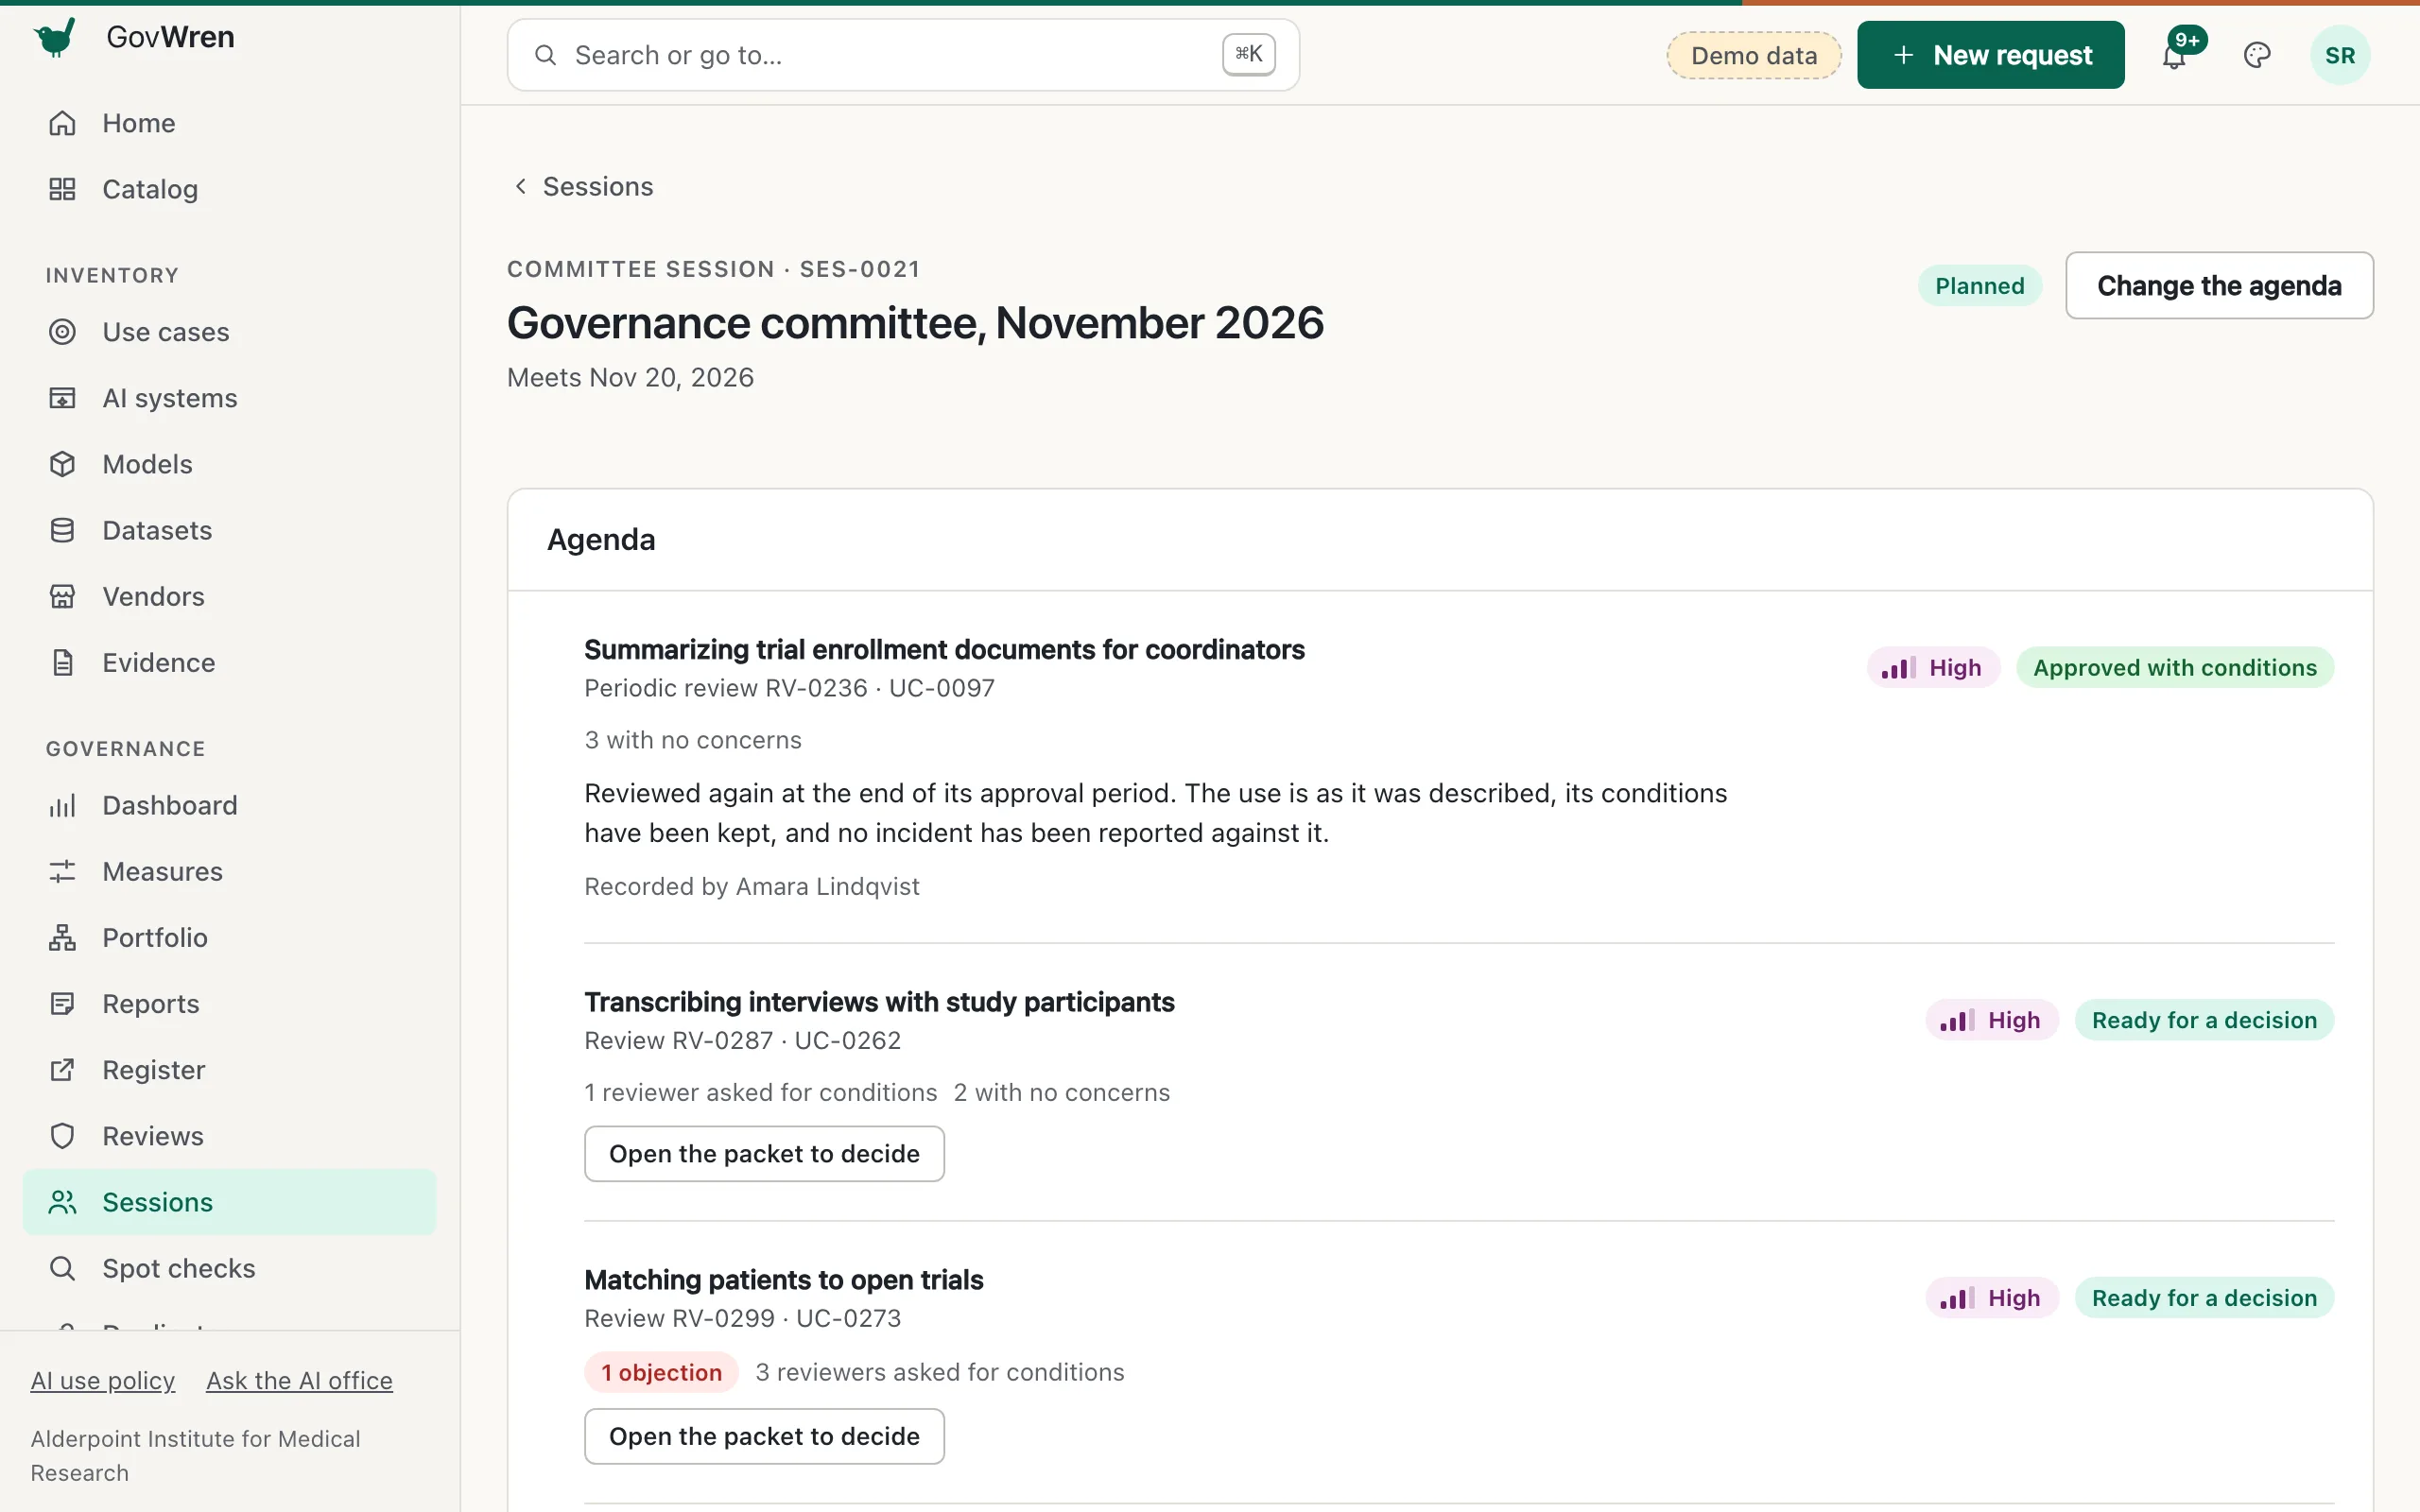 GovWren
Search or go to...
⌘K
Demo data
+ New request
9+
SR
Home
Catalog
INVENTORY
Use cases
AI systems
Models
Datasets
Vendors
Evidence
GOVERNANCE
Dashboard
Measures
Portfolio
Reports
Register
Reviews
Sessions
Spot checks
AI use policy
Ask the AI office
Alderpoint Institute for Medical
Research
Sessions
COMMITTEE SESSION · SES-0021
Governance committee, November 2026
Meets Nov 20, 2026
Planned
Change the agenda
Agenda
Summarizing trial enrollment documents for coordinators
Periodic review RV-0236 · UC-0097
High
Approved with conditions
3 with no concerns
Reviewed again at the end of its approval period. The use is as it was described, its conditions
have been kept, and no incident has been reported against it.
Recorded by Amara Lindqvist
Transcribing interviews with study participants
Review RV-0287 · UC-0262
High
Ready for a decision
1 reviewer asked for conditions 2 with no concerns
Open the packet to decide
Matching patients to open trials
Review RV-0299 · UC-0273
High
Ready for a decision
1 objection 3 reviewers asked for conditions
Open the packet to decide